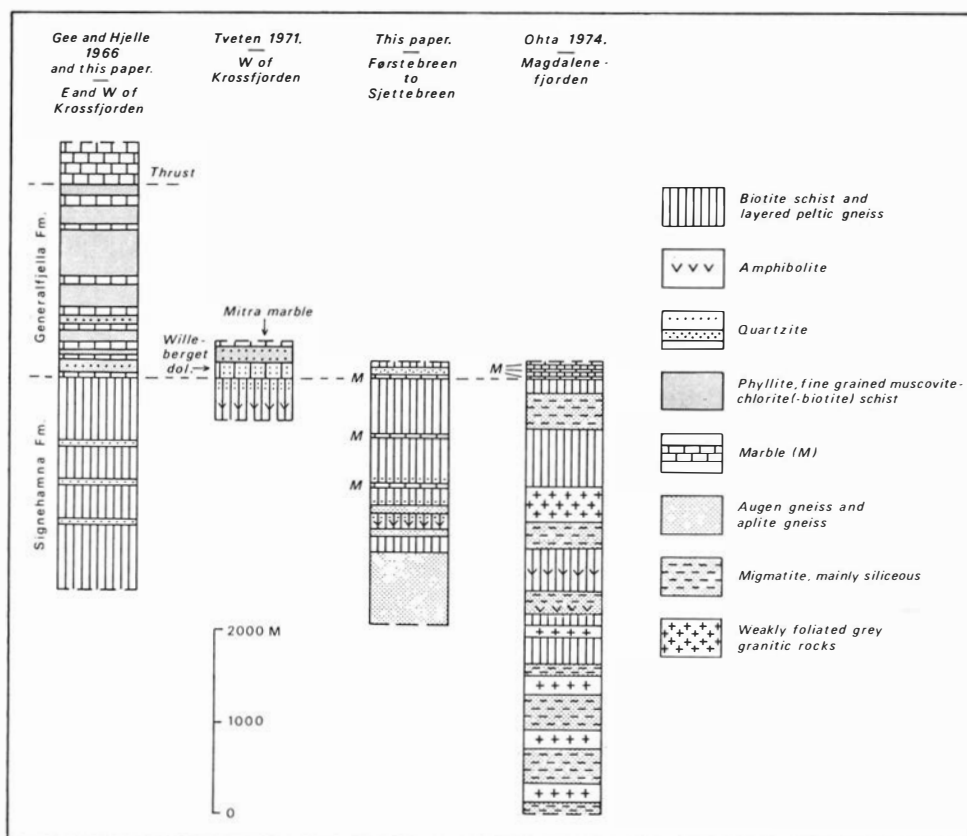 Gee and Hjelle
1966
and this paper.
E and W of
Krossfjorden
Tveten 1971.
W of
Krossfjorden
This paper.
Førstebreen
to
Sjettebreen
Ohta 1974.
Magdalene-
fjorden
Thrust
Generalfjella Fm.
Signehamna Fm.
Mitra marble
Wille-
berget
dol.
M
M
M
M
2000 M
1000
0
Biotite schist and
layered peltic gneiss
Amphibolite
Quartzite
Phyllite, fine grained muscovite-
chlorite(-biotite) schist
Marble (M)
Augen gneiss and
aplite gneiss
Migmatite, mainly siliceous
Weakly foliated grey
granitic rocks